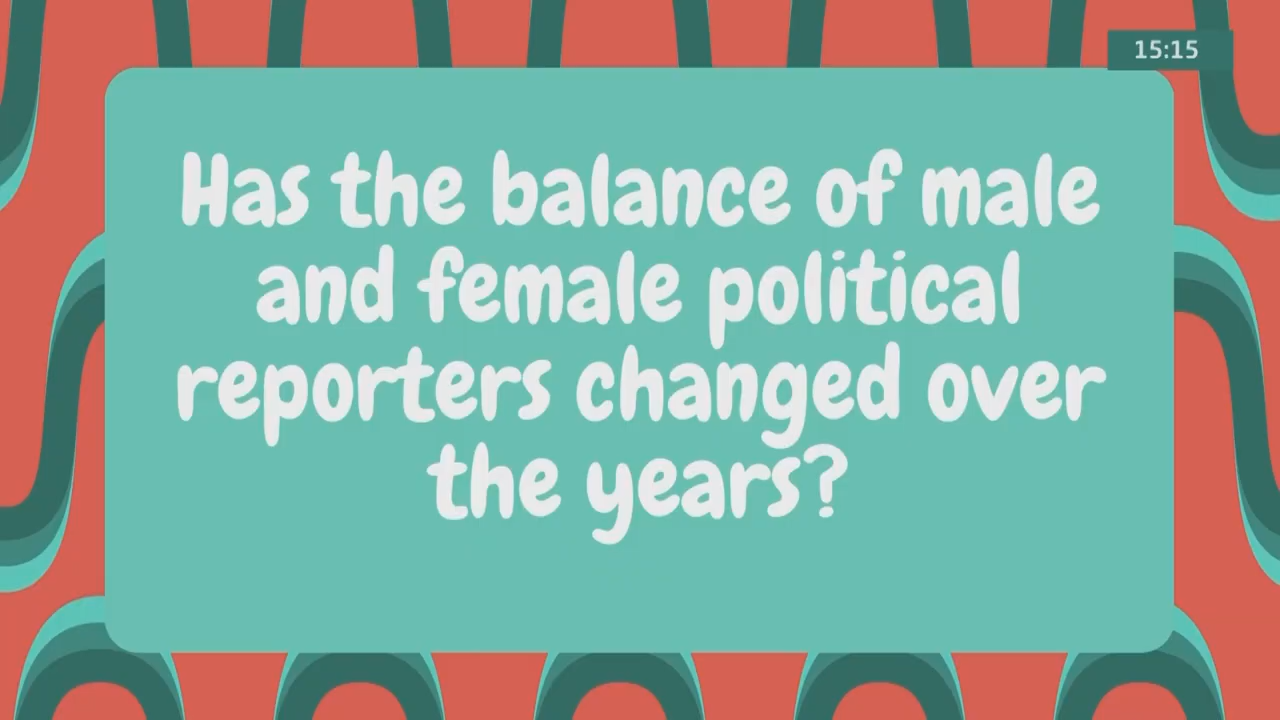 15:15
Has the balance of male
and female political
reporters changed over
the years?